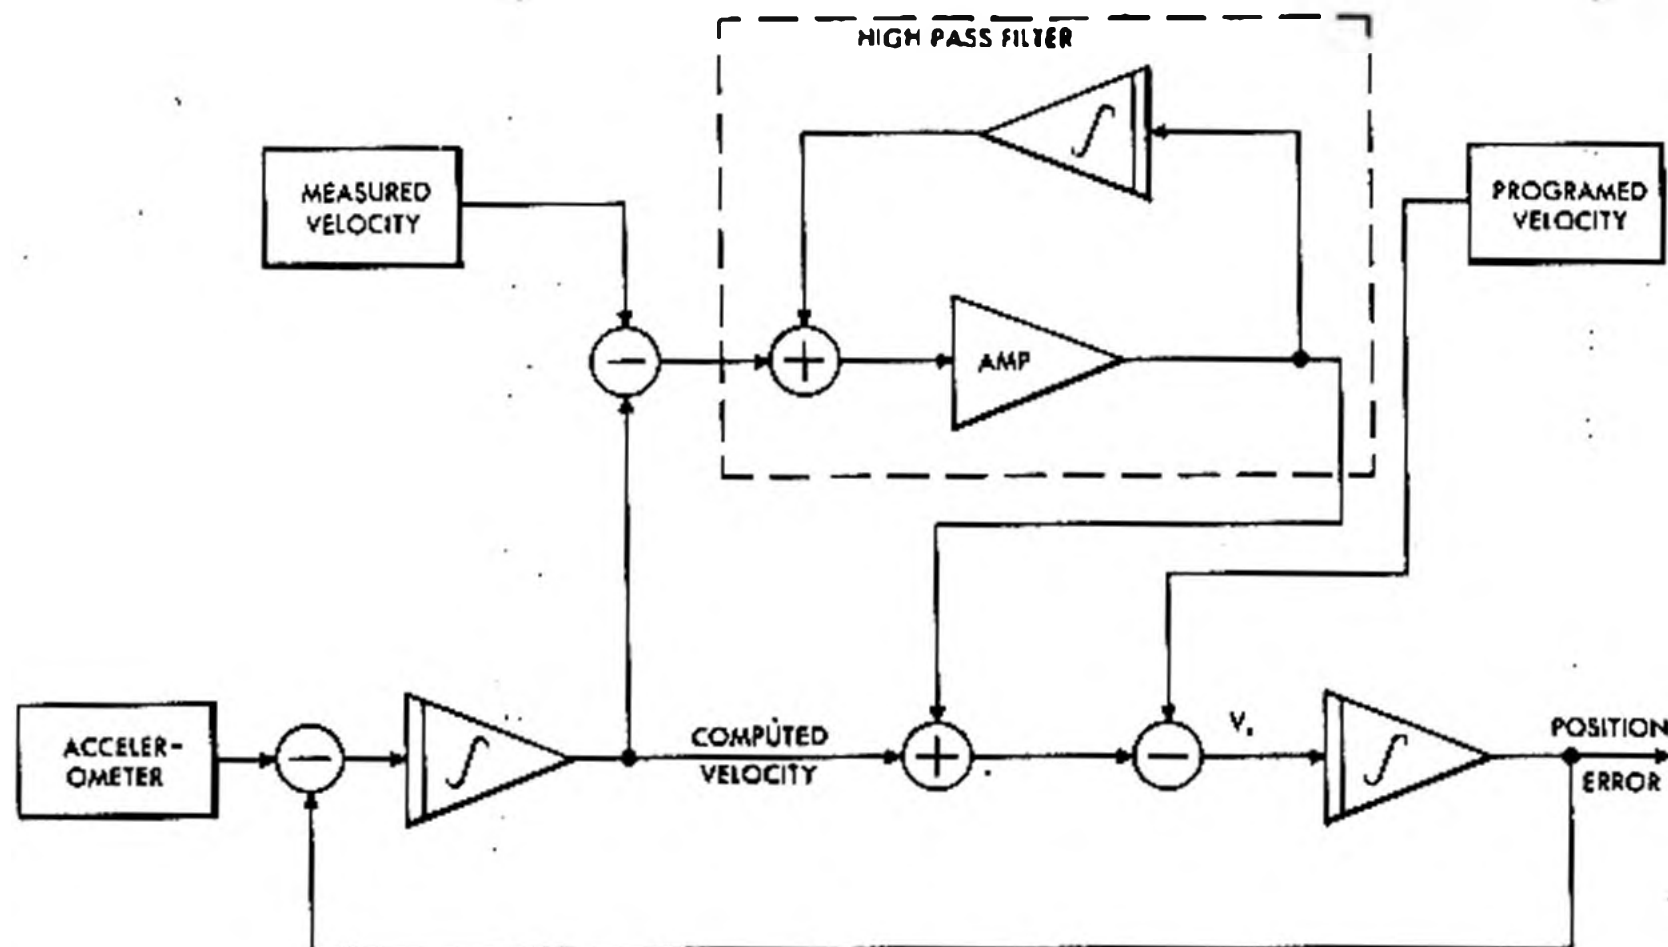 HIGH PASS FILTER
MEASURED
VELOCITY
PROGRAMED
VELOCITY
AMP
ACCELER-
OMETER
COMPUTED
VELOCITY
POSITION
ERROR